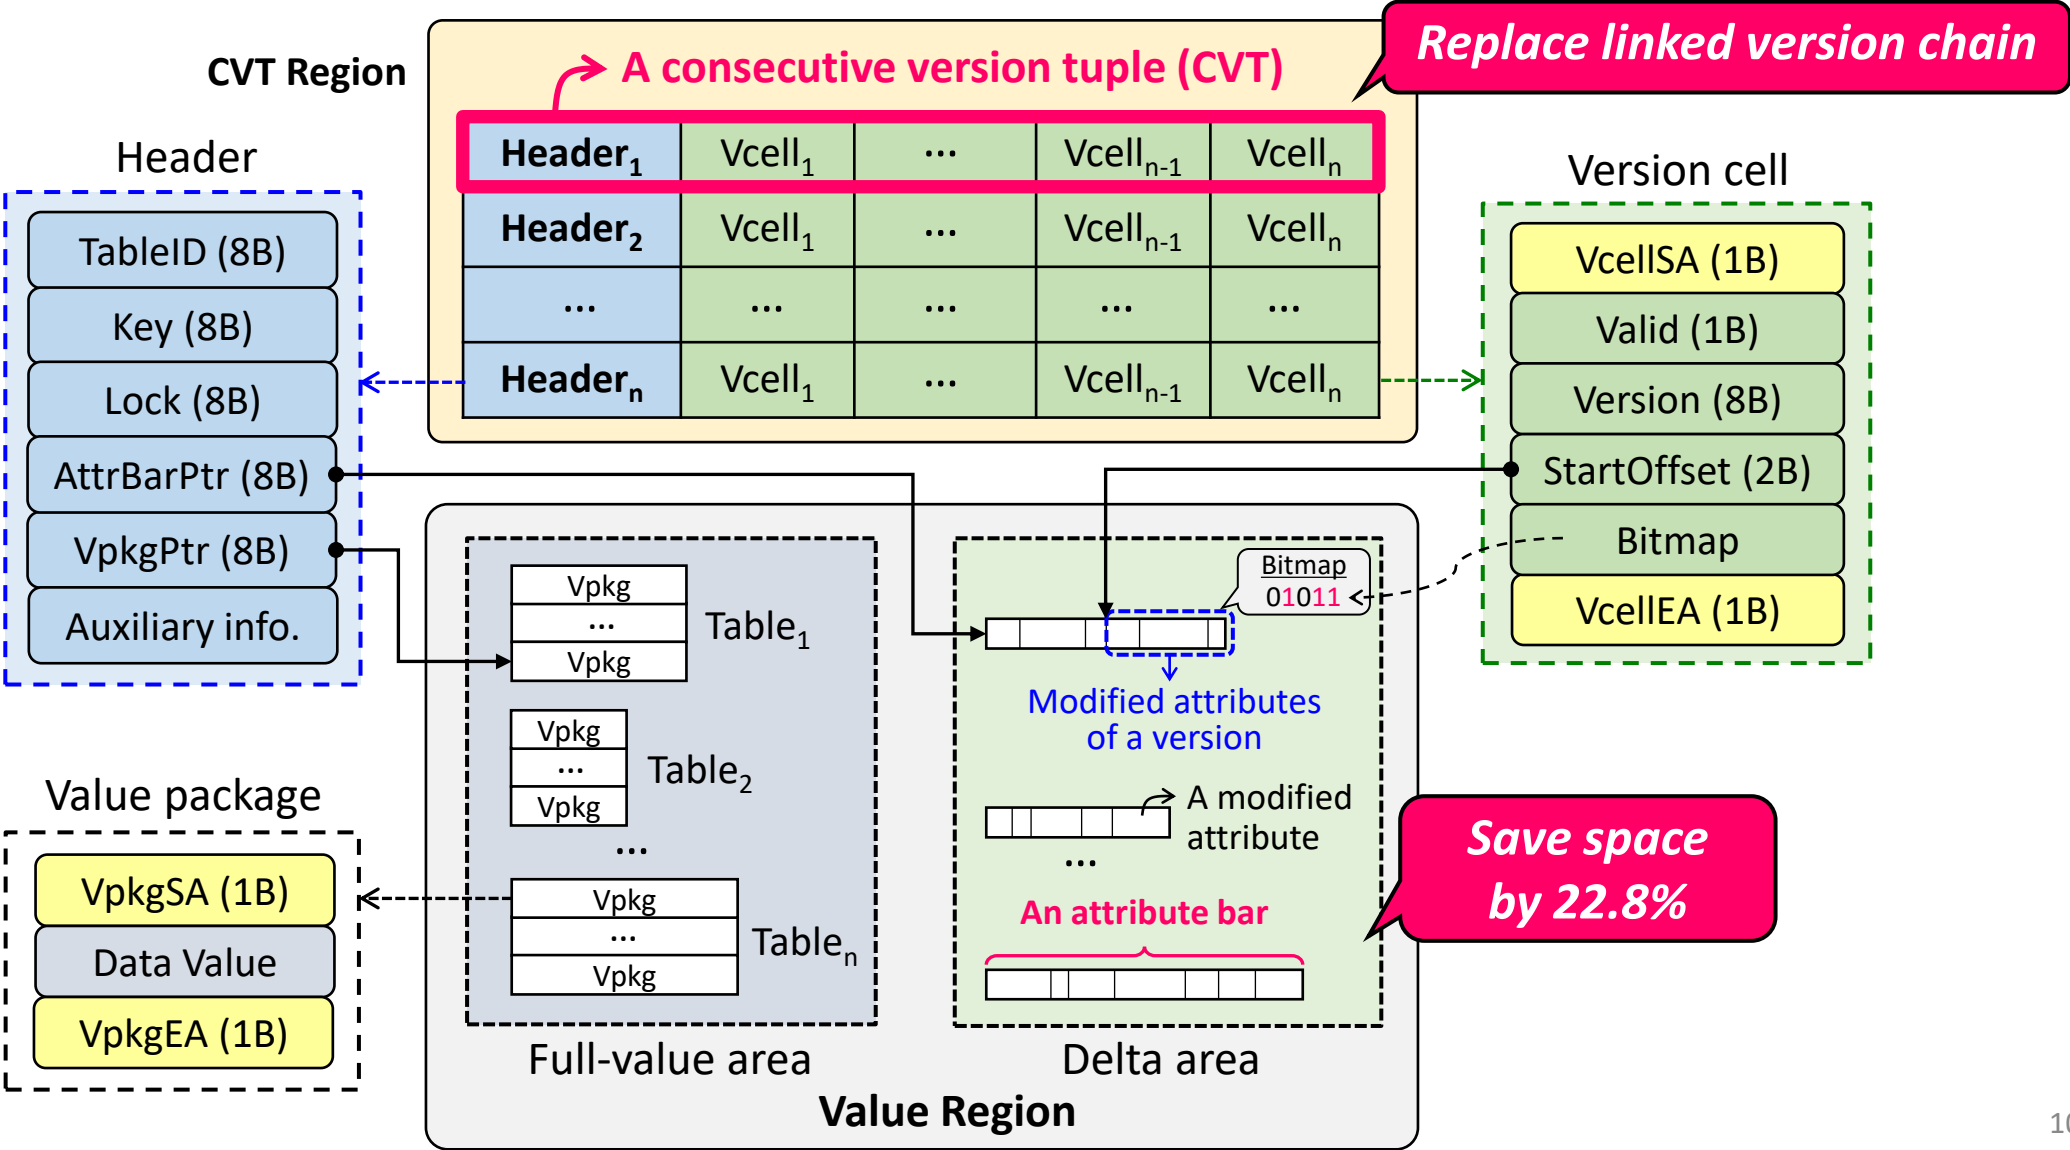 Replace linked version chain
CVT Region
A consecutive version tuple (CVT)
Header1 Vcell1 ... Vcelln-1 Vcelln
Header2 Vcell1 ... Vcelln-1 Vcelln
... ... ... ... ...
Headern Vcell1 ... Vcelln-1 Vcelln
Header
TableID (8B)
Key (8B)
Lock (8B)
AttrBarPtr (8B)
VpkgPtr (8B)
Auxiliary info.
Version cell
VcellSA (1B)
Valid (1B)
Version (8B)
StartOffset (2B)
Bitmap
VcellEA (1B)
Value package
VpkgSA (1B)
Data Value
VpkgEA (1B)
Vpkg
...
Vpkg
Table1
Vpkg
...
Vpkg
Table2
...
Vpkg
...
Vpkg
Tablen
Full-value area
Bitmap
01011
Modified attributes
of a version
A modified
attribute
...
An attribute bar
Delta area
Value Region
Save space
by 22.8%